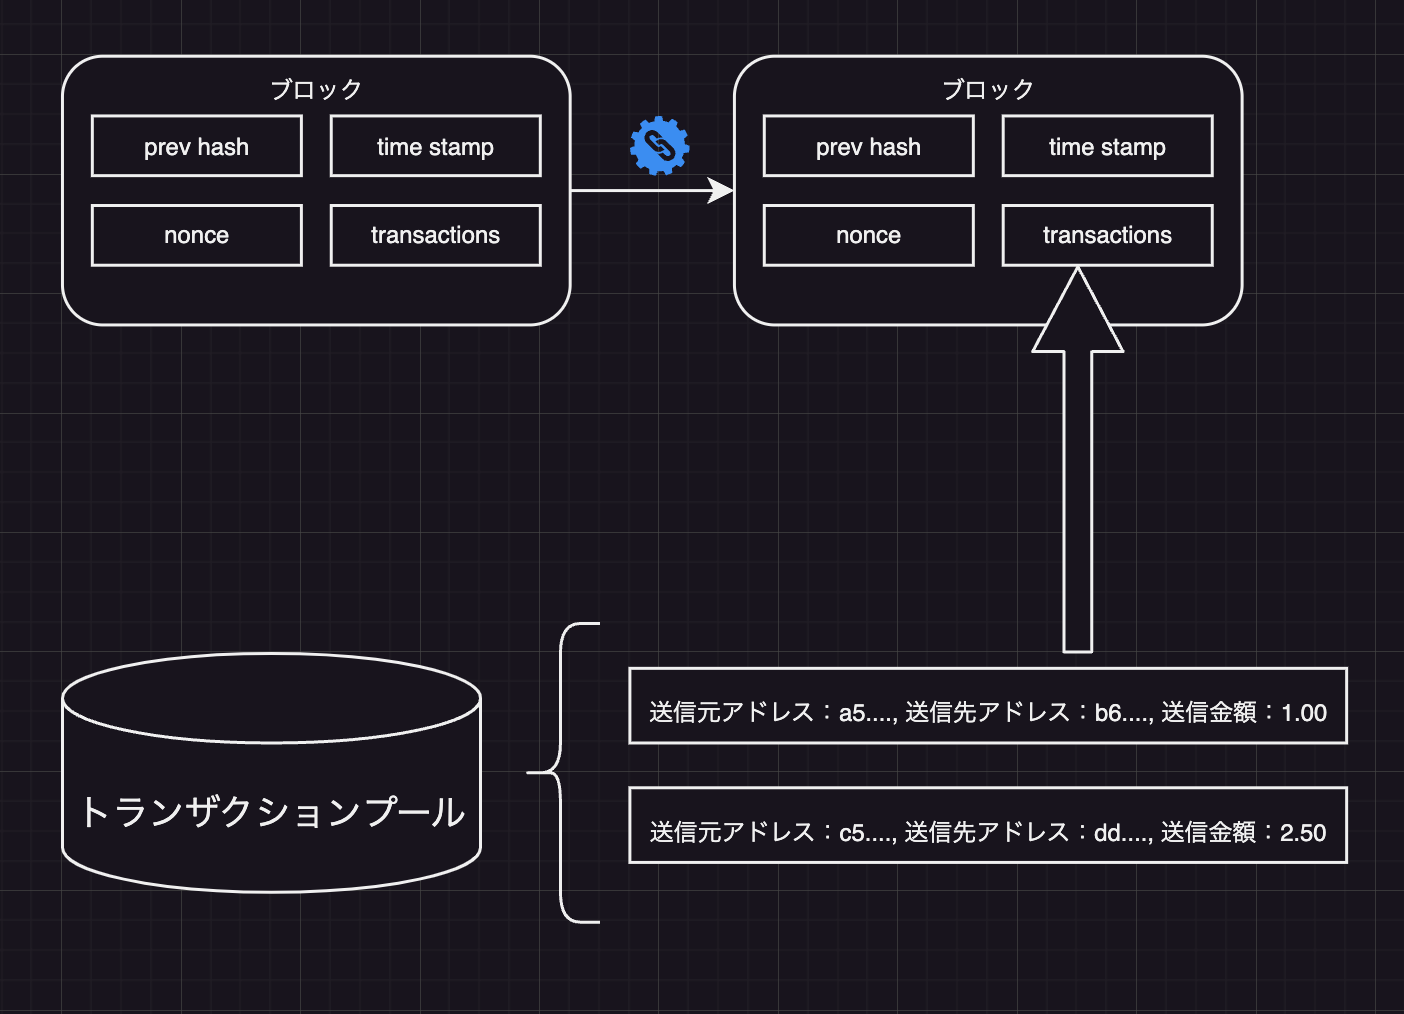 ブロック
prev hash
time stamp
nonce
transactions
ブロック
prev hash
time stamp
nonce
transactions
トランザクションプール
送信元アドレス：a5...., 送信先アドレス：b6...., 送信金額：1.00
送信元アドレス：c5...., 送信先アドレス：dd...., 送信金額：2.50